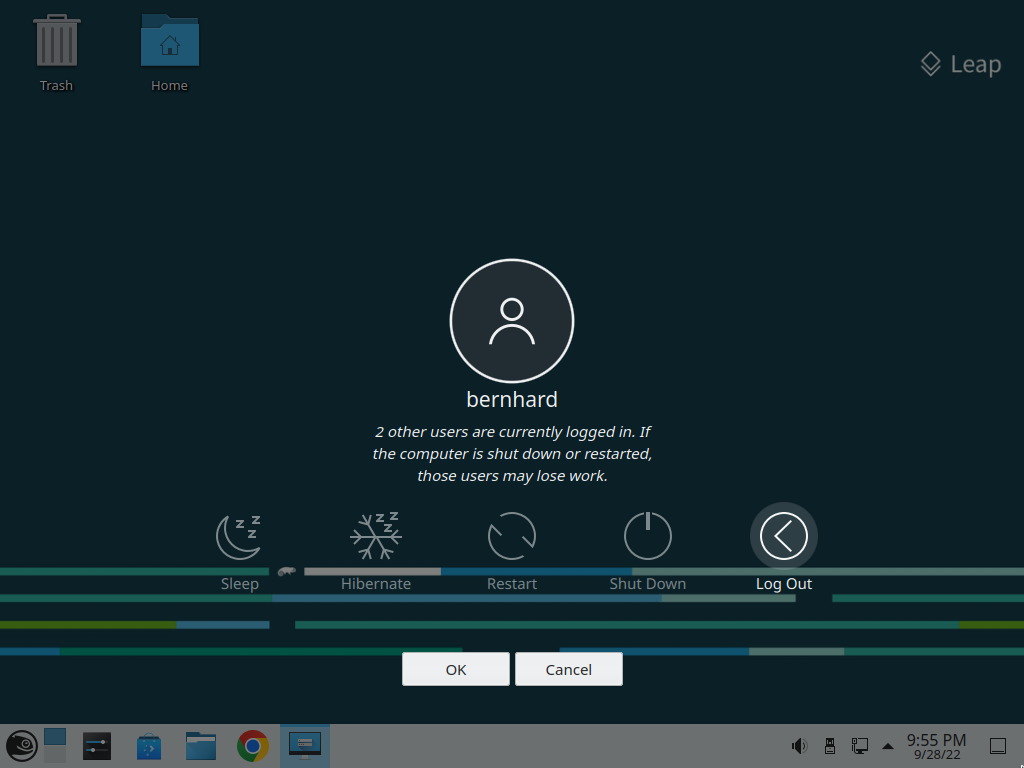 Leap
Trash
Home
bernhard
2 other users are currently logged in. If
the computer is shut down or restarted,
those users may lose work.
Sleep
Hibernate
Restart
Shut Down
Log Out
OK
Cancel
9:55 PM
9/28/22